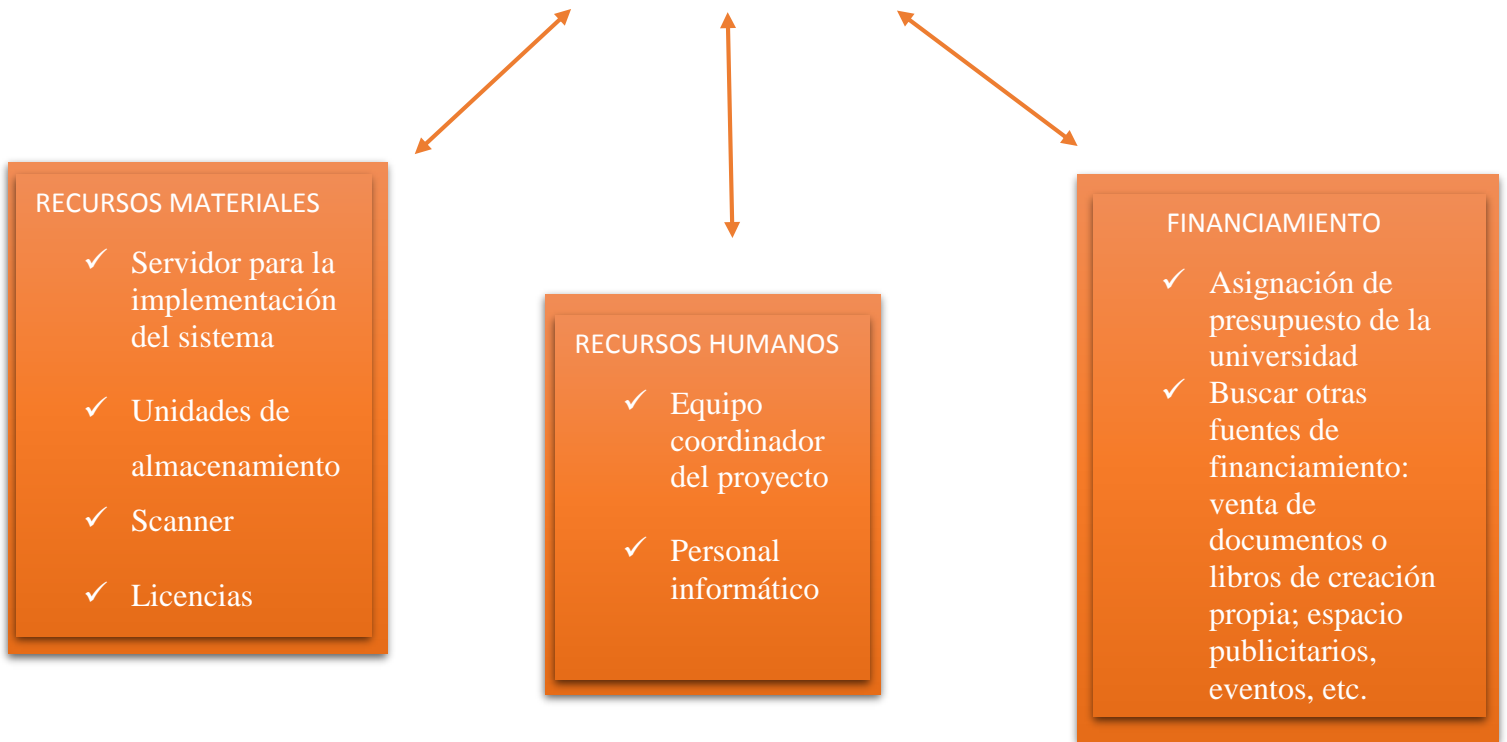 RECURSOS MATERIALES
✓ Servidor para la
implementación
del sistema
✓ Unidades de
almacenamiento
✓ Scanner
✓ Licencias
RECURSOS HUMANOS
✓ Equipo
coordinador
del proyecto
✓ Personal
informático
FINANCIAMIENTO
✓ Asignación de
presupuesto de la
universidad
✓ Buscar otras
fuentes de
financiamiento:
venta de
documentos o
libros de creación
propia; espacio
publicitarios,
eventos, etc.